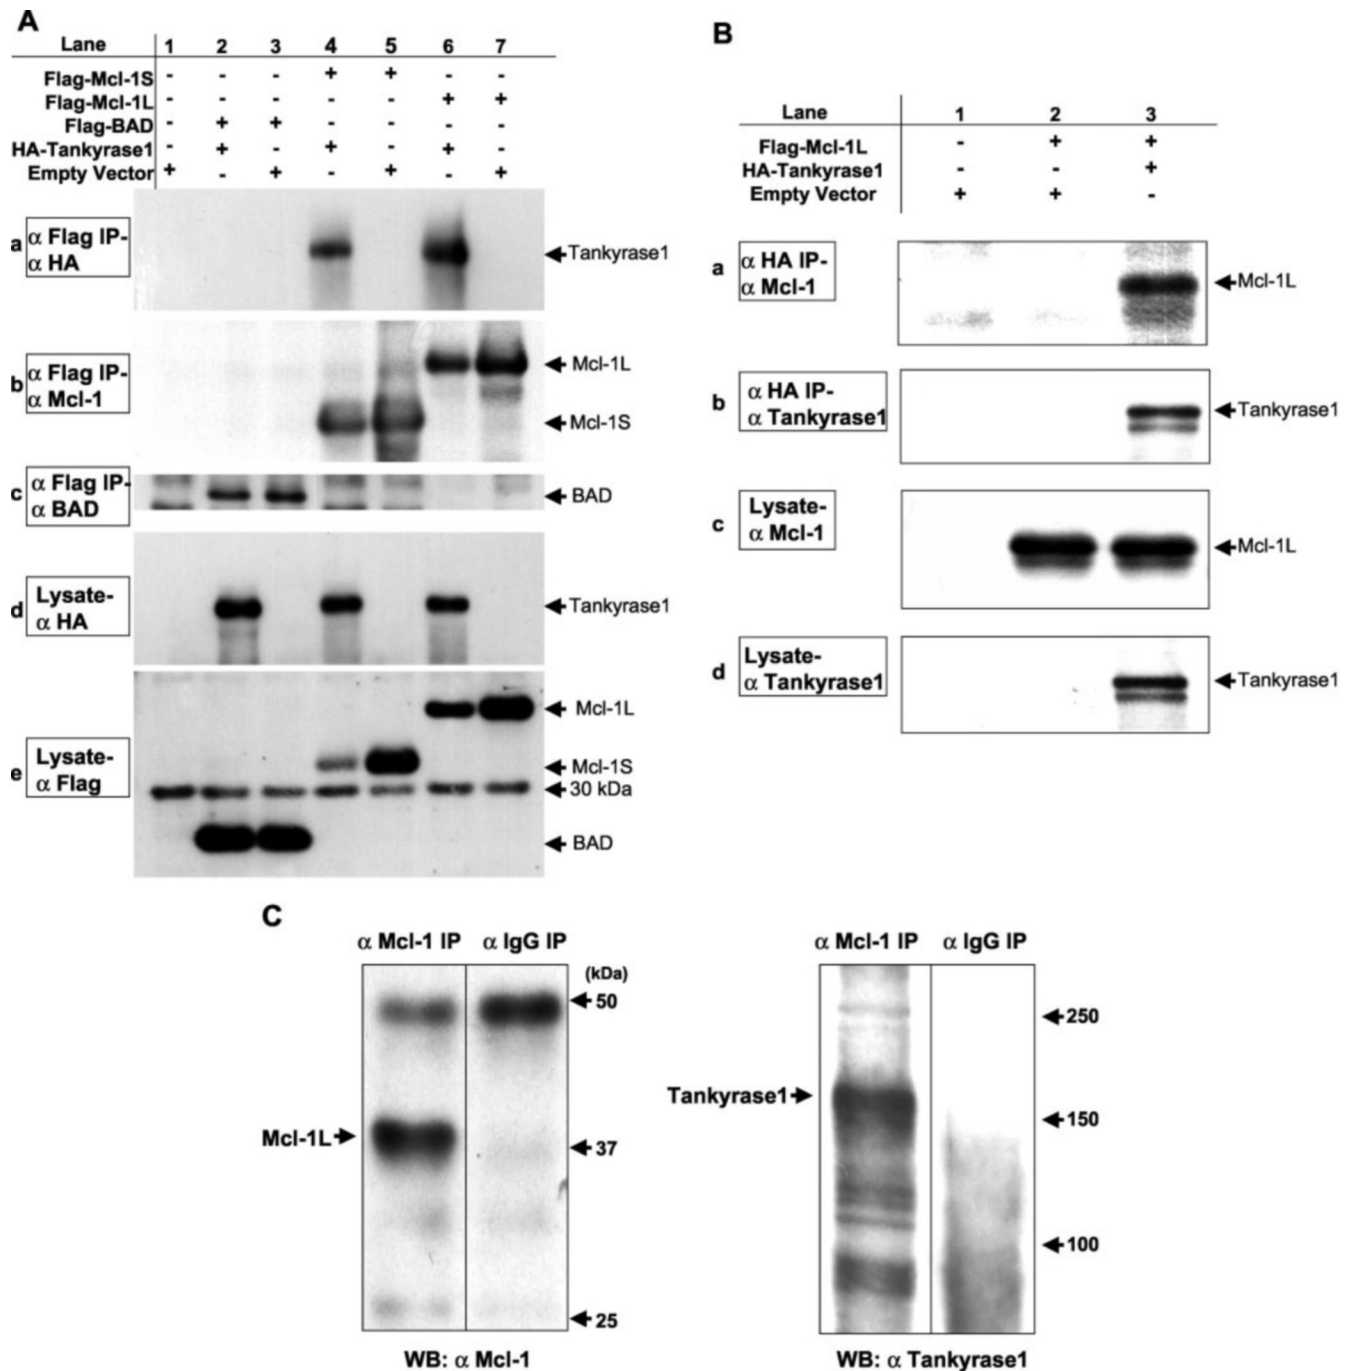 A
Lane 1 2 3 4 5 6 7
Flag-Mcl-1S - - - + + - -
Flag-Mcl-1L - - - - - + +
Flag-BAD - + + - - - -
HA-Tankyrase1 - + - + - + -
Empty Vector + - + - + - +
a
α Flag IP-
α HA
Tankyrase1
b
α Flag IP-
α Mcl-1
Mcl-1L
Mcl-1S
c
α Flag IP-
α BAD
BAD
d
Lysate-
α HA
Tankyrase1
e
Lysate-
α Flag
Mcl-1L
Mcl-1S
30 kDa
BAD
B
Lane 1 2 3
Flag-Mcl-1L - + +
HA-Tankyrase1 - - +
Empty Vector + + -
a
α HA IP-
α Mcl-1
Mcl-1L
b
α HA IP-
α Tankyrase1
Tankyrase1
c
Lysate-
α Mcl-1
Mcl-1L
d
Lysate-
α Tankyrase1
Tankyrase1
C
α Mcl-1 IP α IgG IP
(kDa)
50
Mcl-1L
37
25
WB: α Mcl-1
α Mcl-1 IP α IgG IP
250
Tankyrase1
150
100
WB: α Tankyrase1